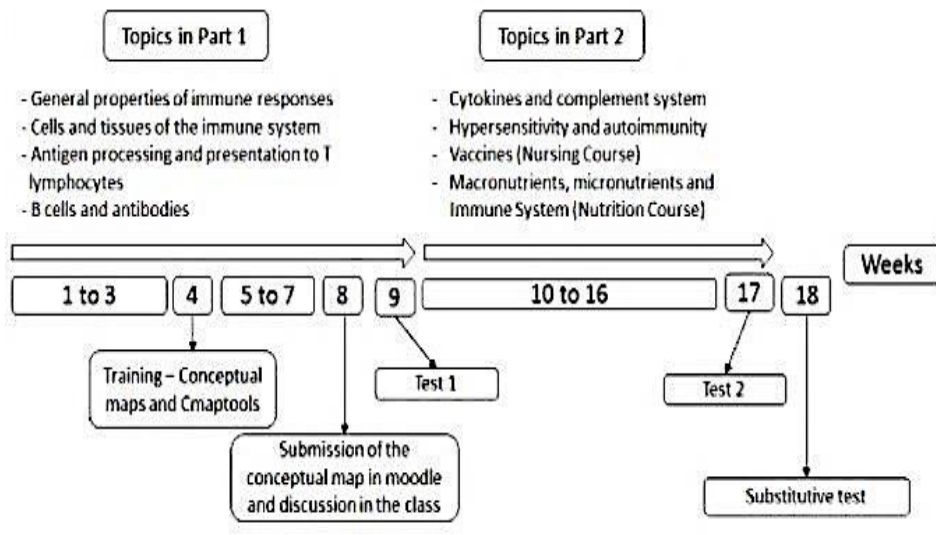 Topics in Part 1
Topics in Part 2
- General properties of immune responses
- Cells and tissues of the immune system
- Antigen processing and presentation to T
lymphocytes
- B cells and antibodies
- Cytokines and complement system
- Hypersensitivity and autoimmunity
- Vaccines (Nursing Course)
- Macronutrients, micronutrients and
Immune System (Nutrition Course)
Weeks
1 to 3
4
5 to 7
8
9
10 to 16
17
18
Training – Conceptual
maps and Cmaptools
Test 1
Test 2
Submission of the
conceptual map in moodle
and discussion in the class
Substitutive test